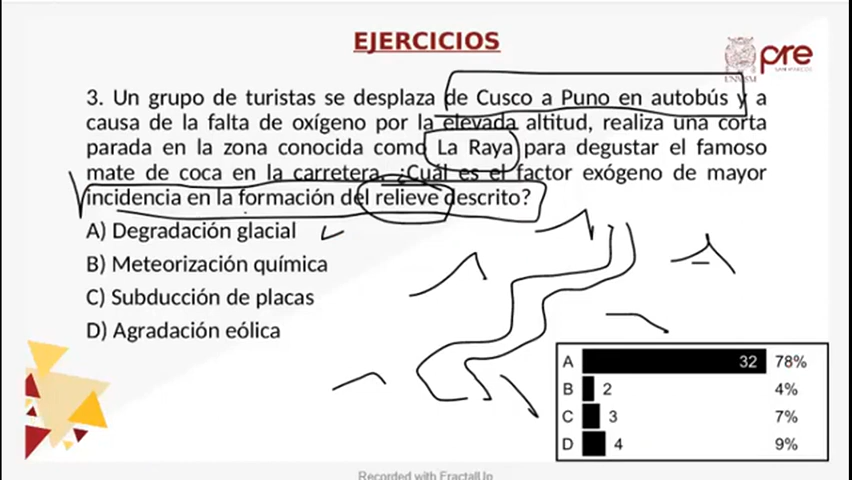 EJERCICIOS
UNMSM
pre
SAN MARCOS
3. Un grupo de turistas se desplaza de Cusco a Puno en autobús y a
causa de la falta de oxígeno por la elevada altitud, realiza una corta
parada en la zona conocida como La Raya para degustar el famoso
mate de coca en la carretera. ¿Cuál es el factor exógeno de mayor
incidencia en la formación del relieve descrito?
A) Degradación glacial
B) Meteorización química
C) Subducción de placas
D) Agradación eólica
A 32 78%
B 2 4%
C 3 7%
D 4 9%
Recorded with FractalUp